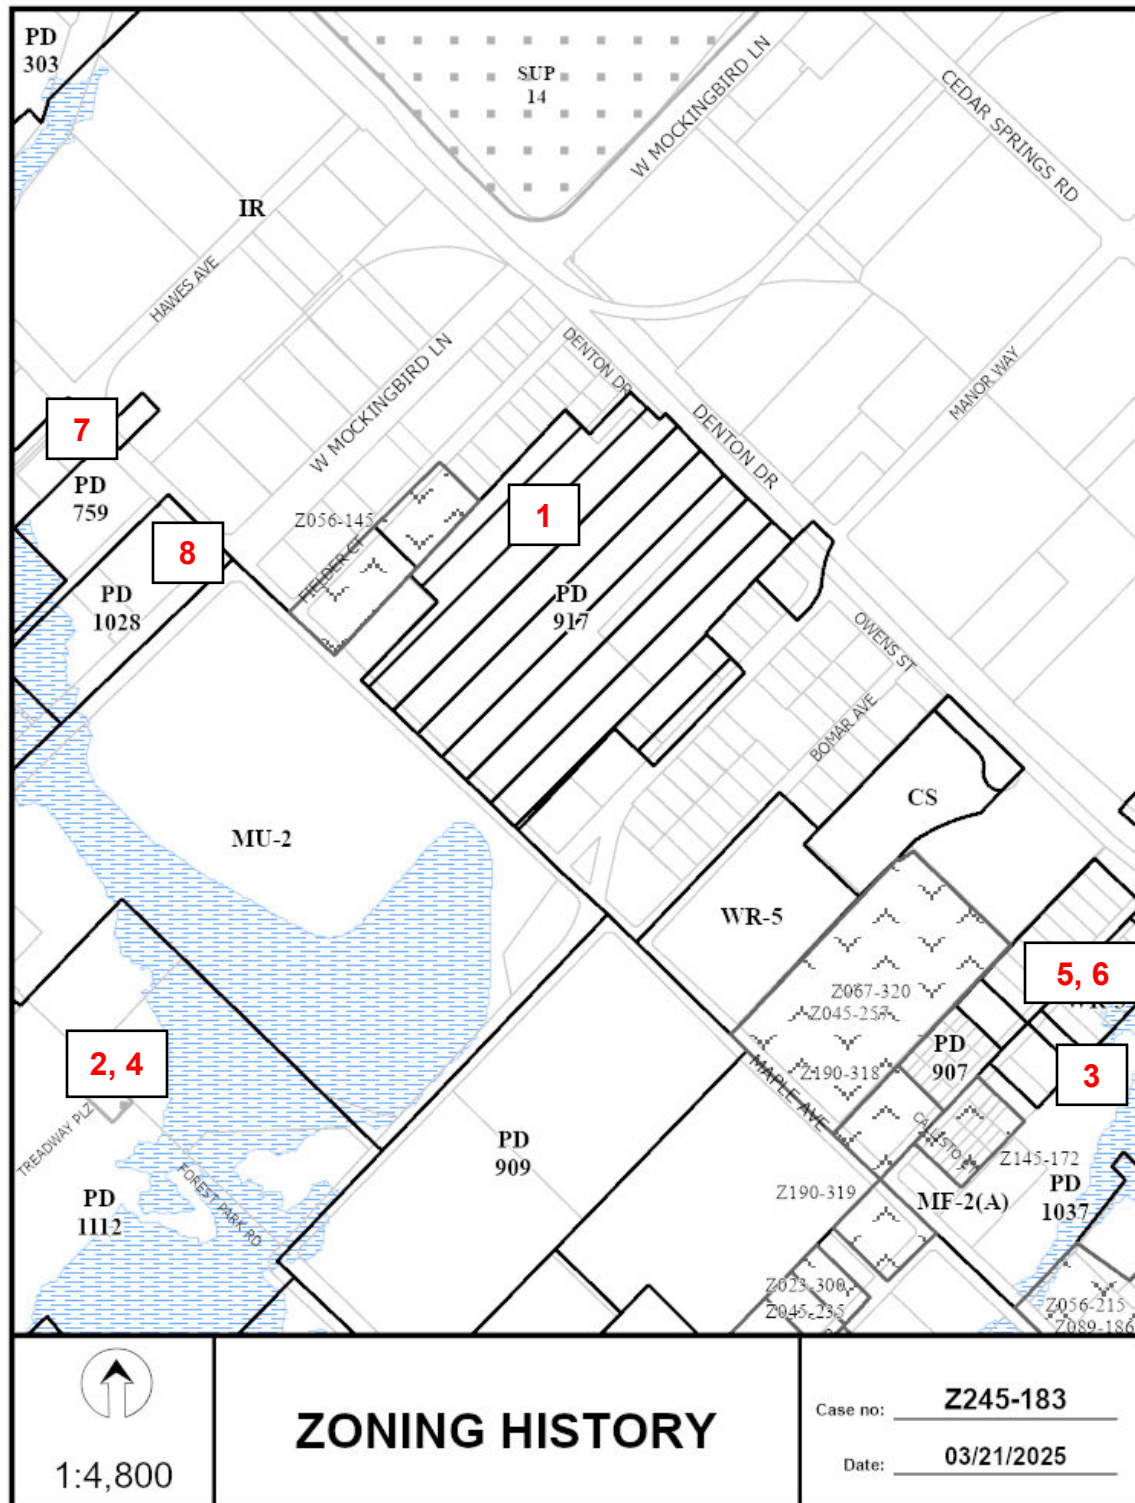 PD
303
SUP
14
W MOCKINGBIRD LN
CEDAR SPRINGS RD
IR
HAWES AVE
W MOCKINGBIRD LN
DENTON DR
DENTON DR
MANOR WAY
7
PD
759
Z056-145
FIELDER CT
1
8
PD
1028
PD
917
OWENS ST
BOMAR AVE
MU-2
CS
WR-5
5, 6
Z067-320
Z045-257
PD
907
Z190-318
MAPLE AVE
3
2, 4
TREADWAY PLZ
FOREST PARK RD
PD
1112
PD
909
Z145-172
Z190-319
MF-2(A)
PD
1037
Z023-300
Z045-235
Z056-215
Z089-186
1:4,800
ZONING HISTORY
Case no: Z245-183
Date: 03/21/2025